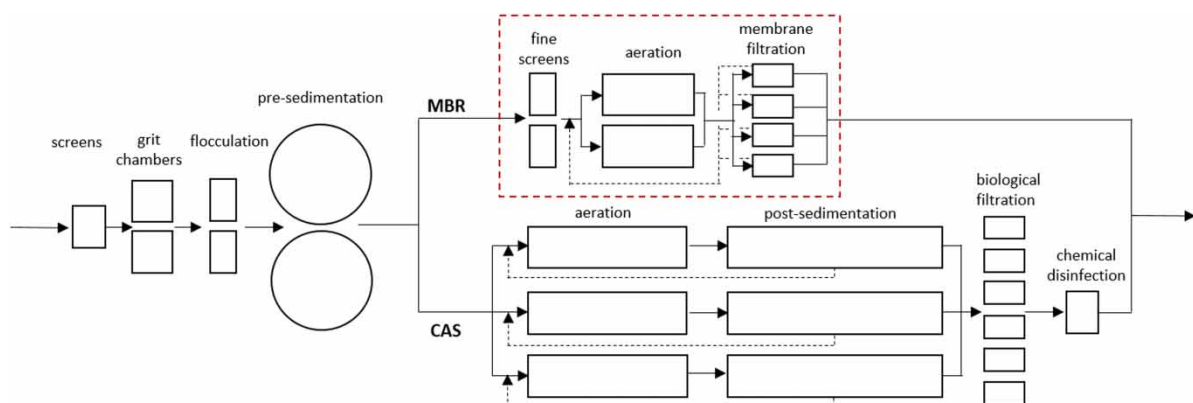 fine
screens
aeration
membrane
filtration
pre-sedimentation
MBR
screens
grit
chambers
flocculation
aeration
post-sedimentation
biological
filtration
chemical
disinfection
CAS